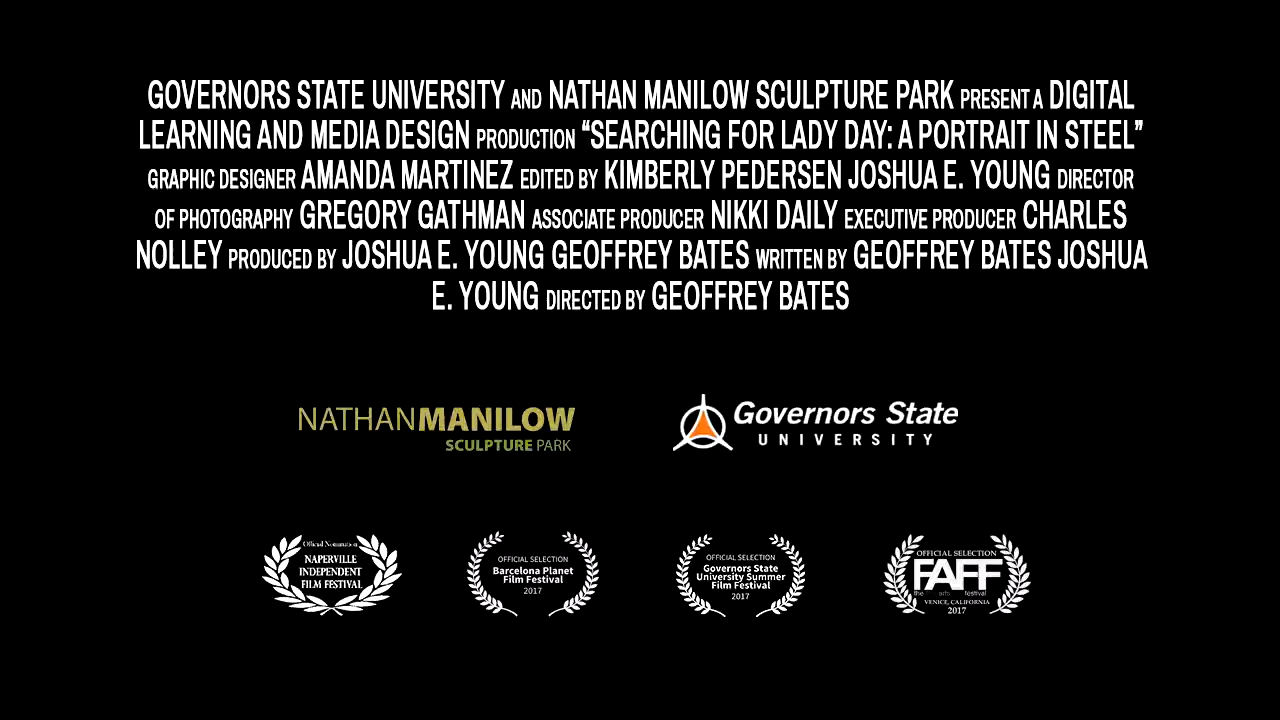 GOVERNORS STATE UNIVERSITY AND NATHAN MANILOW SCULPTURE PARK PRESENT A DIGITAL
LEARNING AND MEDIA DESIGN PRODUCTION “SEARCHING FOR LADY DAY: A PORTRAIT IN STEEL”
GRAPHIC DESIGNER AMANDA MARTINEZ EDITED BY KIMBERLY PEDERSEN JOSHUA E. YOUNG DIRECTOR
OF PHOTOGRAPHY GREGORY GATHMAN ASSOCIATE PRODUCER NIKKI DAILY EXECUTIVE PRODUCER CHARLES
NOLLEY PRODUCED BY JOSHUA E. YOUNG GEOFFREY BATES WRITTEN BY GEOFFREY BATES JOSHUA
E. YOUNG DIRECTED BY GEOFFREY BATES
NATHANMANILOW
SCULPTURE PARK
Governors State
UNIVERSITY
Official
NAPERVILLE
INDEPENDENT
FILM FESTIVAL
OFFICIAL SELECTION
Barcelona Planet
Film Festival
2017
OFFICIAL SELECTION
Governors State
University Summer
Film Festival
2017
OFFICIAL SELECTION
FAFF
the arts festival
VENICE, CALIFORNIA
2017